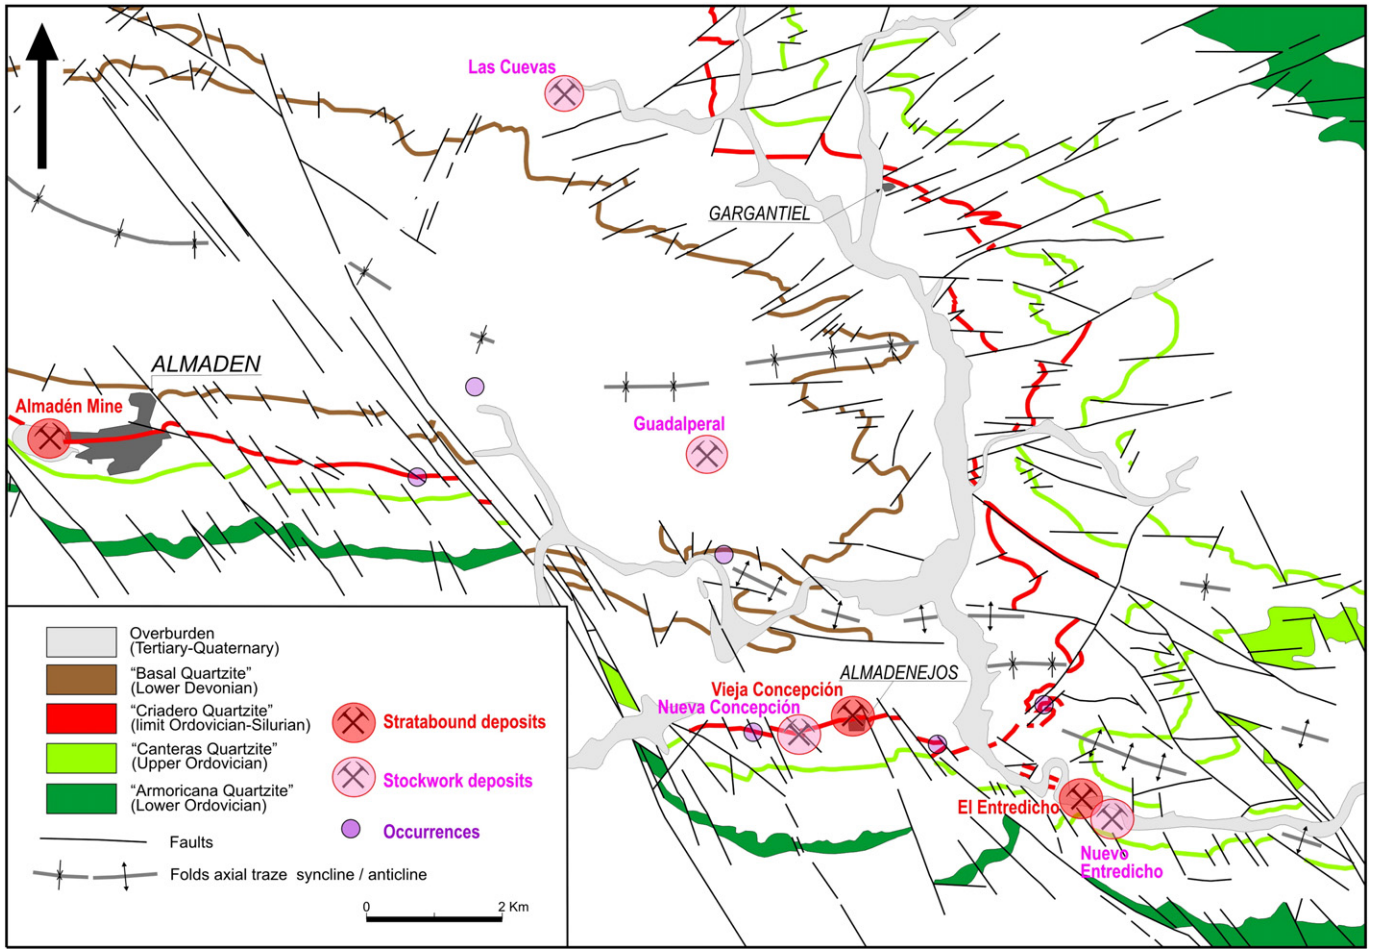 Las Cuevas
GARGANTIEL
ALMADEN
Almadén Mine
Guadalperal
ALMADENEJOS
Vieja Concepción
Nueva Concepción
El Entredicho
Nuevo
Entredicho
Overburden
(Tertiary-Quaternary)
“Basal Quartzite”
(Lower Devonian)
“Criadero Quartzite”
(limit Ordovician-Silurian)
“Canteras Quartzite”
(Upper Ordovician)
“Armoricana Quartzite”
(Lower Ordovician)
Faults
Folds axial traze syncline / anticline
Stratabound deposits
Stockwork deposits
Occurrences
0 2 Km